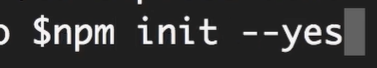 $npm init --yes